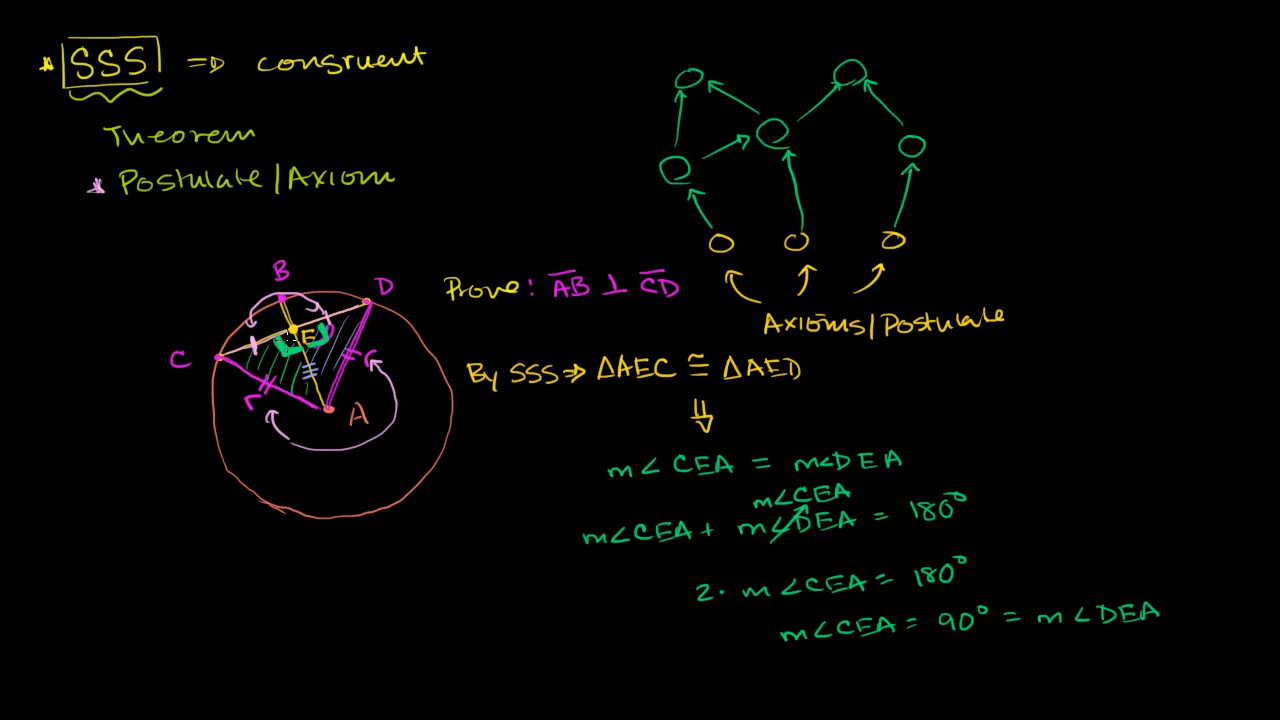 * SSS ⇒ congruent
Theorem
* Postulate/Axiom
Axioms/Postulate
B
D
C
E
r
r
A
Prove: AB ⊥ CD
By SSS ⇒ △AEC ≅ △AED
⇓
m∠CEA = m∠DEA
m∠CEA
m∠CEA + m∠DEA = 180°
2· m∠CEA = 180°
m∠CEA = 90° = m∠DEA